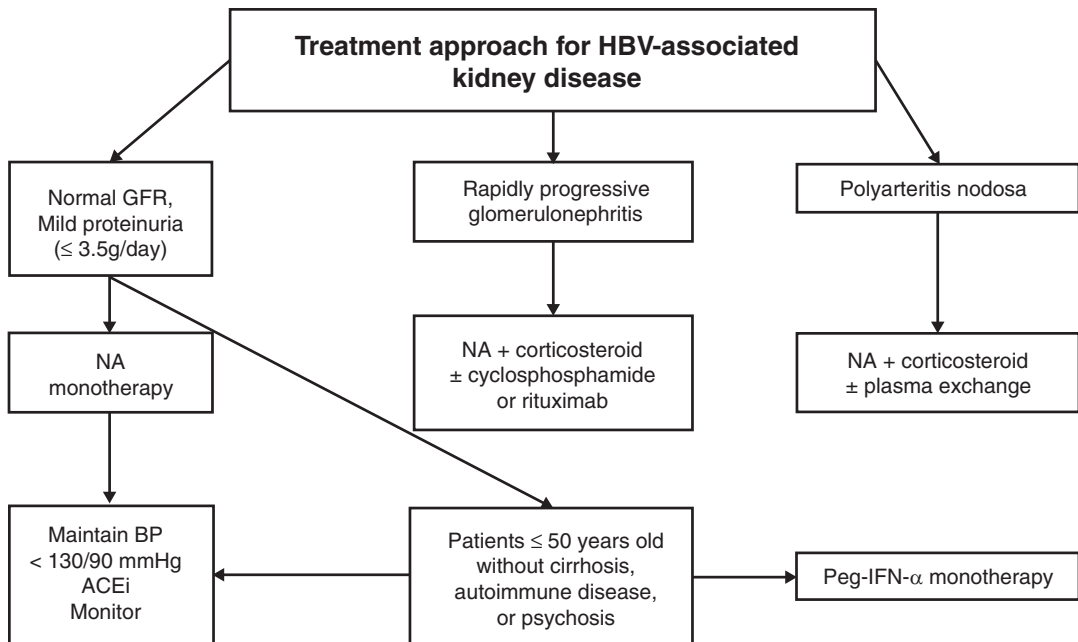 Treatment approach for HBV-associated
kidney disease
Normal GFR,
Mild proteinuria
(≤ 3.5g/day)
Rapidly progressive
glomerulonephritis
Polyarteritis nodosa
NA
monotherapy
NA + corticosteroid
± cyclosphosphamide
or rituximab
NA + corticosteroid
± plasma exchange
Maintain BP
< 130/90 mmHg
ACEi
Monitor
Patients ≤ 50 years old
without cirrhosis,
autoimmune disease,
or psychosis
Peg-IFN-α monotherapy